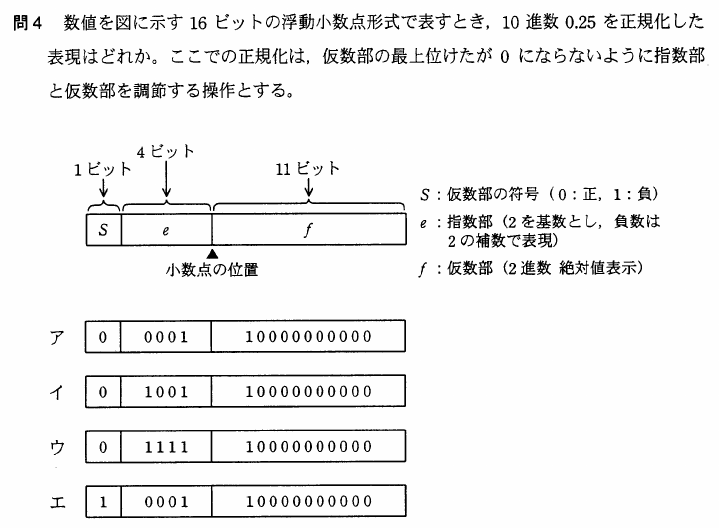 問4 数値を図に示す 16 ビットの浮動小数点形式で表すとき，10 進数 0.25 を正規化した
表現はどれか。ここでの正規化は，仮数部の最上位けたが 0 にならないように指数部
と仮数部を調節する操作とする。
1 ビット 4 ビット 11 ビット
S e f
小数点の位置
S：仮数部の符号（0：正，1：負）
e：指数部（2 を基数とし，負数は
2 の補数で表現）
f：仮数部（2 進数 絶対値表示）
ア 0 0001 10000000000
イ 0 1001 10000000000
ウ 0 1111 10000000000
エ 1 0001 10000000000